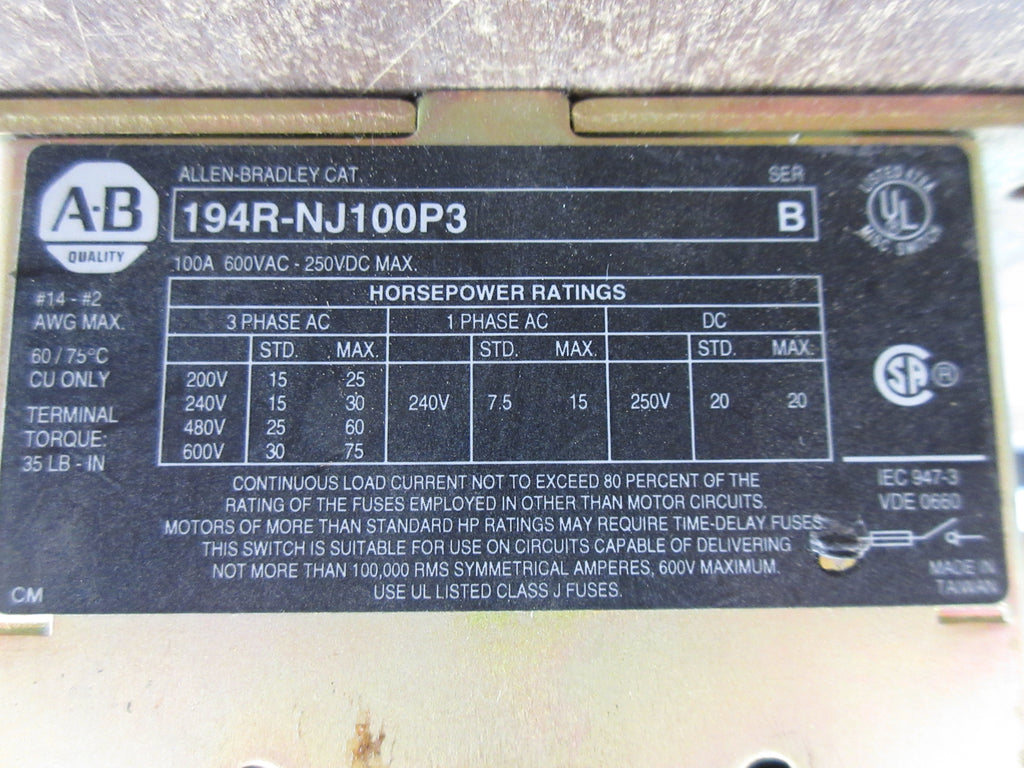 ALLEN-BRADLEY CAT.
SER
A-B
QUALITY
194R-NJ100P3
B
UL
100A 600VAC - 250VDC MAX.
HORSEPOWER RATINGS
3 PHASE AC 1 PHASE AC DC
STD. MAX. STD. MAX. STD. MAX.
200V 15 25
240V 15 30 240V 7.5 15 250V 20 20
480V 25 60
600V 30 75
#14 - #2
AWG MAX.
60 / 75°C
CU ONLY
TERMINAL
TORQUE:
35 LB - IN
SA ®
CONTINUOUS LOAD CURRENT NOT TO EXCEED 80 PERCENT OF THE
RATING OF THE FUSES EMPLOYED IN OTHER THAN MOTOR CIRCUITS.
MOTORS OF MORE THAN STANDARD HP RATINGS MAY REQUIRE TIME-DELAY FUSES.
THIS SWITCH IS SUITABLE FOR USE ON CIRCUITS CAPABLE OF DELIVERING
NOT MORE THAN 100,000 RMS SYMMETRICAL AMPERES, 600V MAXIMUM.
USE UL LISTED CLASS J FUSES.
IEC 947-3
VDE 0660
MADE IN
TAIWAN
CM